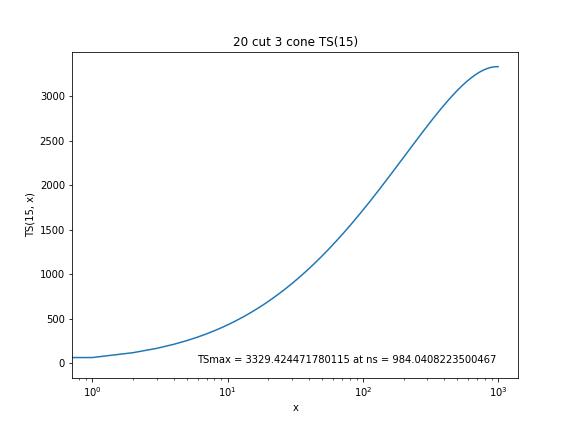 20 cut 3 cone TS(15)
TS(15, x)
3000
2500
2000
1500
1000
500
0
TSmax = 3329.424471780115 at ns = 984.0408223500467
10⁰
10¹
10²
10³
x